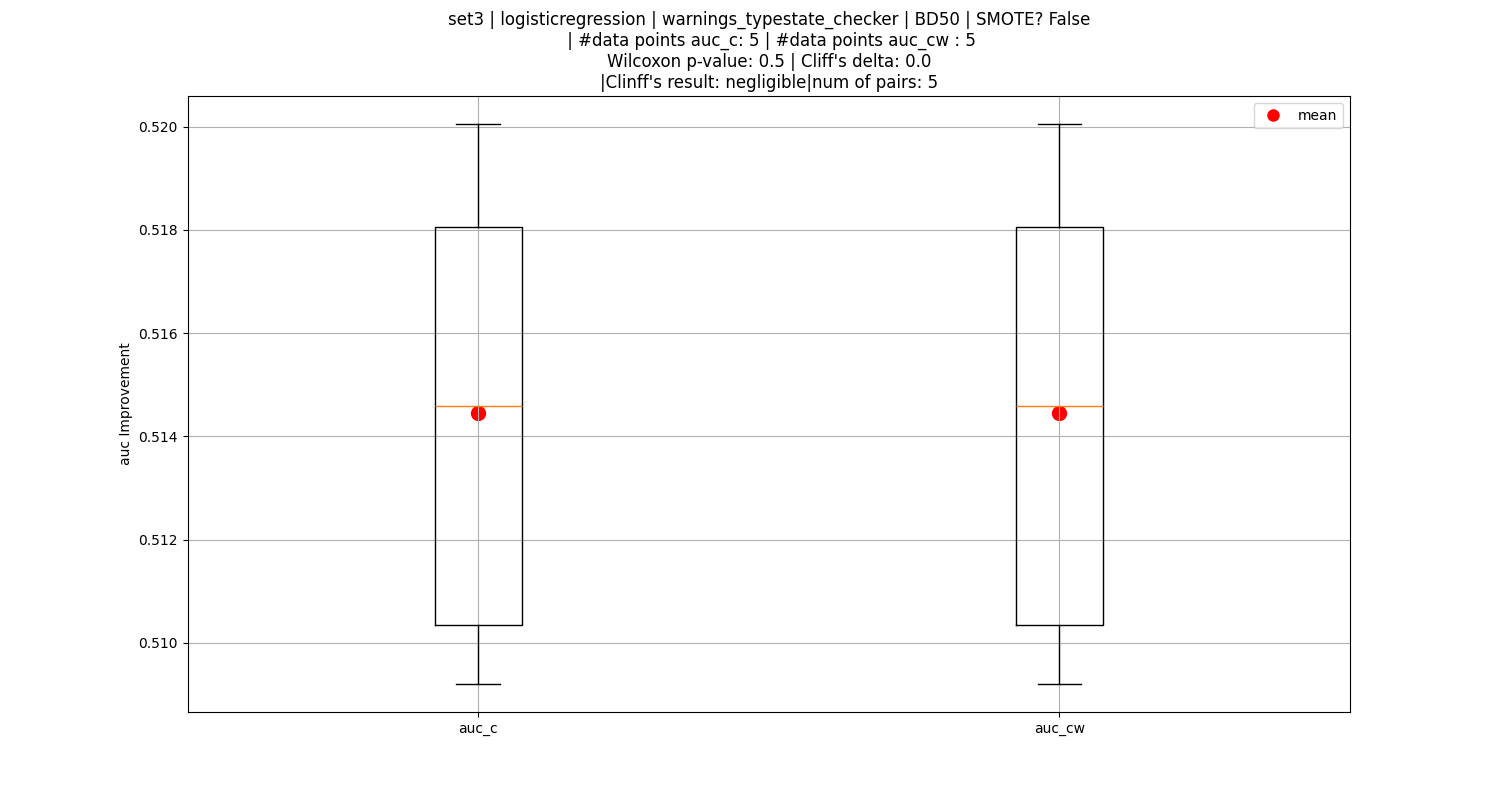 set3 | logisticregression | warnings_typestate_checker | BD50 | SMOTE? False
| #data points auc_c: 5 | #data points auc_cw : 5
Wilcoxon p-value: 0.5 | Cliff's delta: 0.0
|Clinff's result: negligible|num of pairs: 5
mean
0.520
0.518
0.516
0.514
0.512
0.510
auc Improvement
auc_c
auc_cw